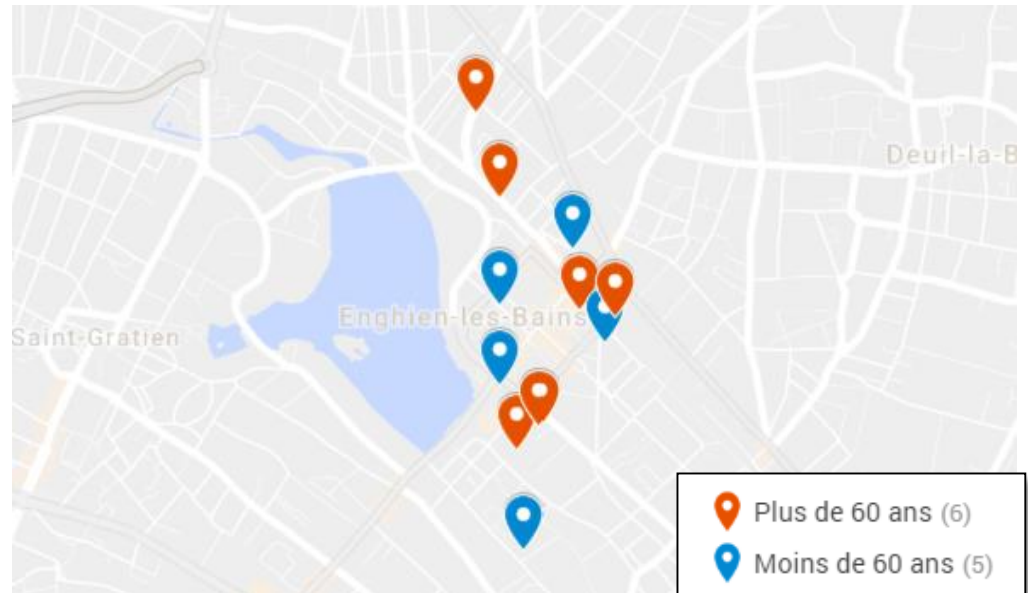 Deuil-la-B
Enghien-les-Bains
Saint-Gratien
Plus de 60 ans (6)
Moins de 60 ans (5)